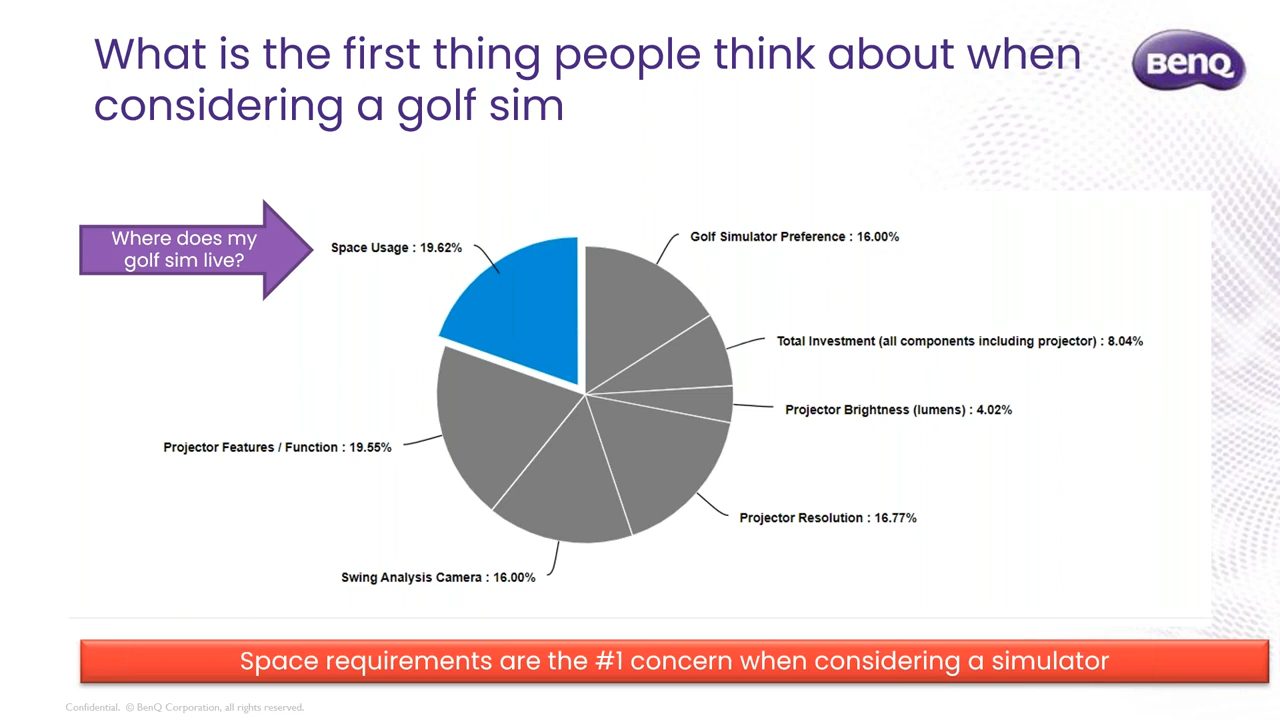 What is the first thing people think about when
considering a golf sim
BenQ
Where does my
golf sim live?
Space Usage : 19.62%
Golf Simulator Preference : 16.00%
Total Investment (all components including projector) : 8.04%
Projector Brightness (lumens) : 4.02%
Projector Features / Function : 19.55%
Projector Resolution : 16.77%
Swing Analysis Camera : 16.00%
Space requirements are the #1 concern when considering a simulator
Confidential. © BenQ Corporation, all rights reserved.